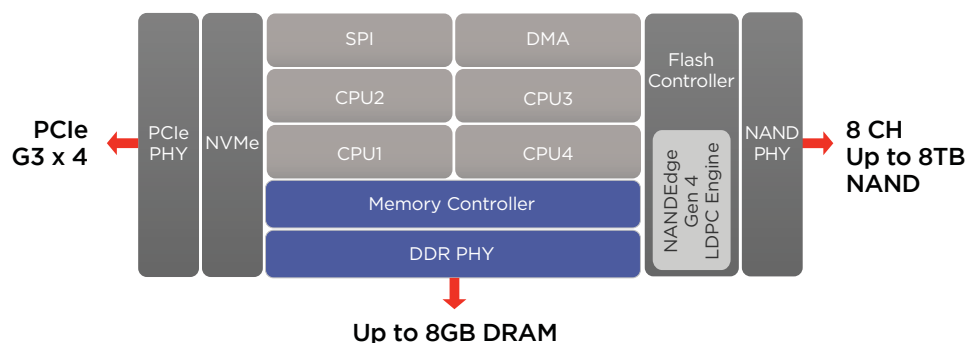 PCIe
G3 x 4
PCIe
PHY
NVMe
SPI
DMA
CPU2
CPU3
CPU1
CPU4
Memory Controller
DDR PHY
Flash
Controller
NANDEdge
Gen 4
LDPC Engine
NAND
PHY
8 CH
Up to 8TB
NAND
Up to 8GB DRAM